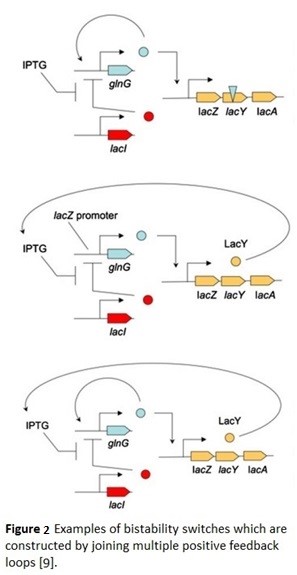 IPTG
glnG
lacZ lacY lacA
lacI
lacZ promoter
LacY
IPTG
glnG
lacZ lacY lacA
lacI
LacY
IPTG
glnG
lacZ lacY lacA
lacI
Figure 2 Examples of bistability switches which are
constructed by joining multiple positive feedback
loops [9].